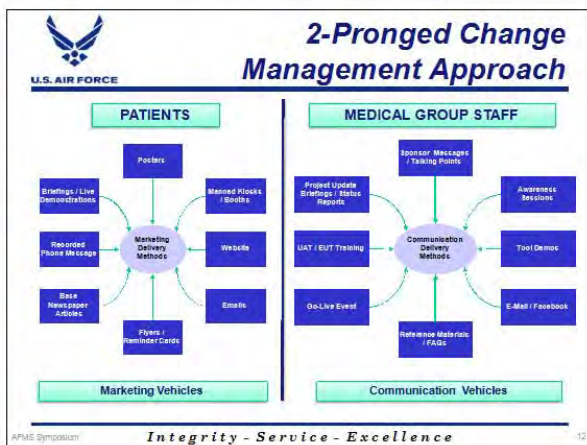 U.S. AIR FORCE
2-Pronged Change
Management Approach
PATIENTS
Posters
Briefings / Live
Demonstrations
Manned Kiosks
/ Booths
Recorded
Phone Message
Marketing
Delivery
Methods
Website
Base
Newspaper
Articles
Emails
Flyers /
Reminder Cards
Marketing Vehicles
MEDICAL GROUP STAFF
Sponsor Messages
/ Talking Points
Project Update
Briefings / Status
Reports
Awareness
Sessions
UAT / EUT Training
Communication
Delivery
Methods
Tool Demos
Go-Live Event
E-Mail / Facebook
Reference Materials
/ FAQs
Communication Vehicles
AFMS Symposium
Integrity - Service - Excellence
12